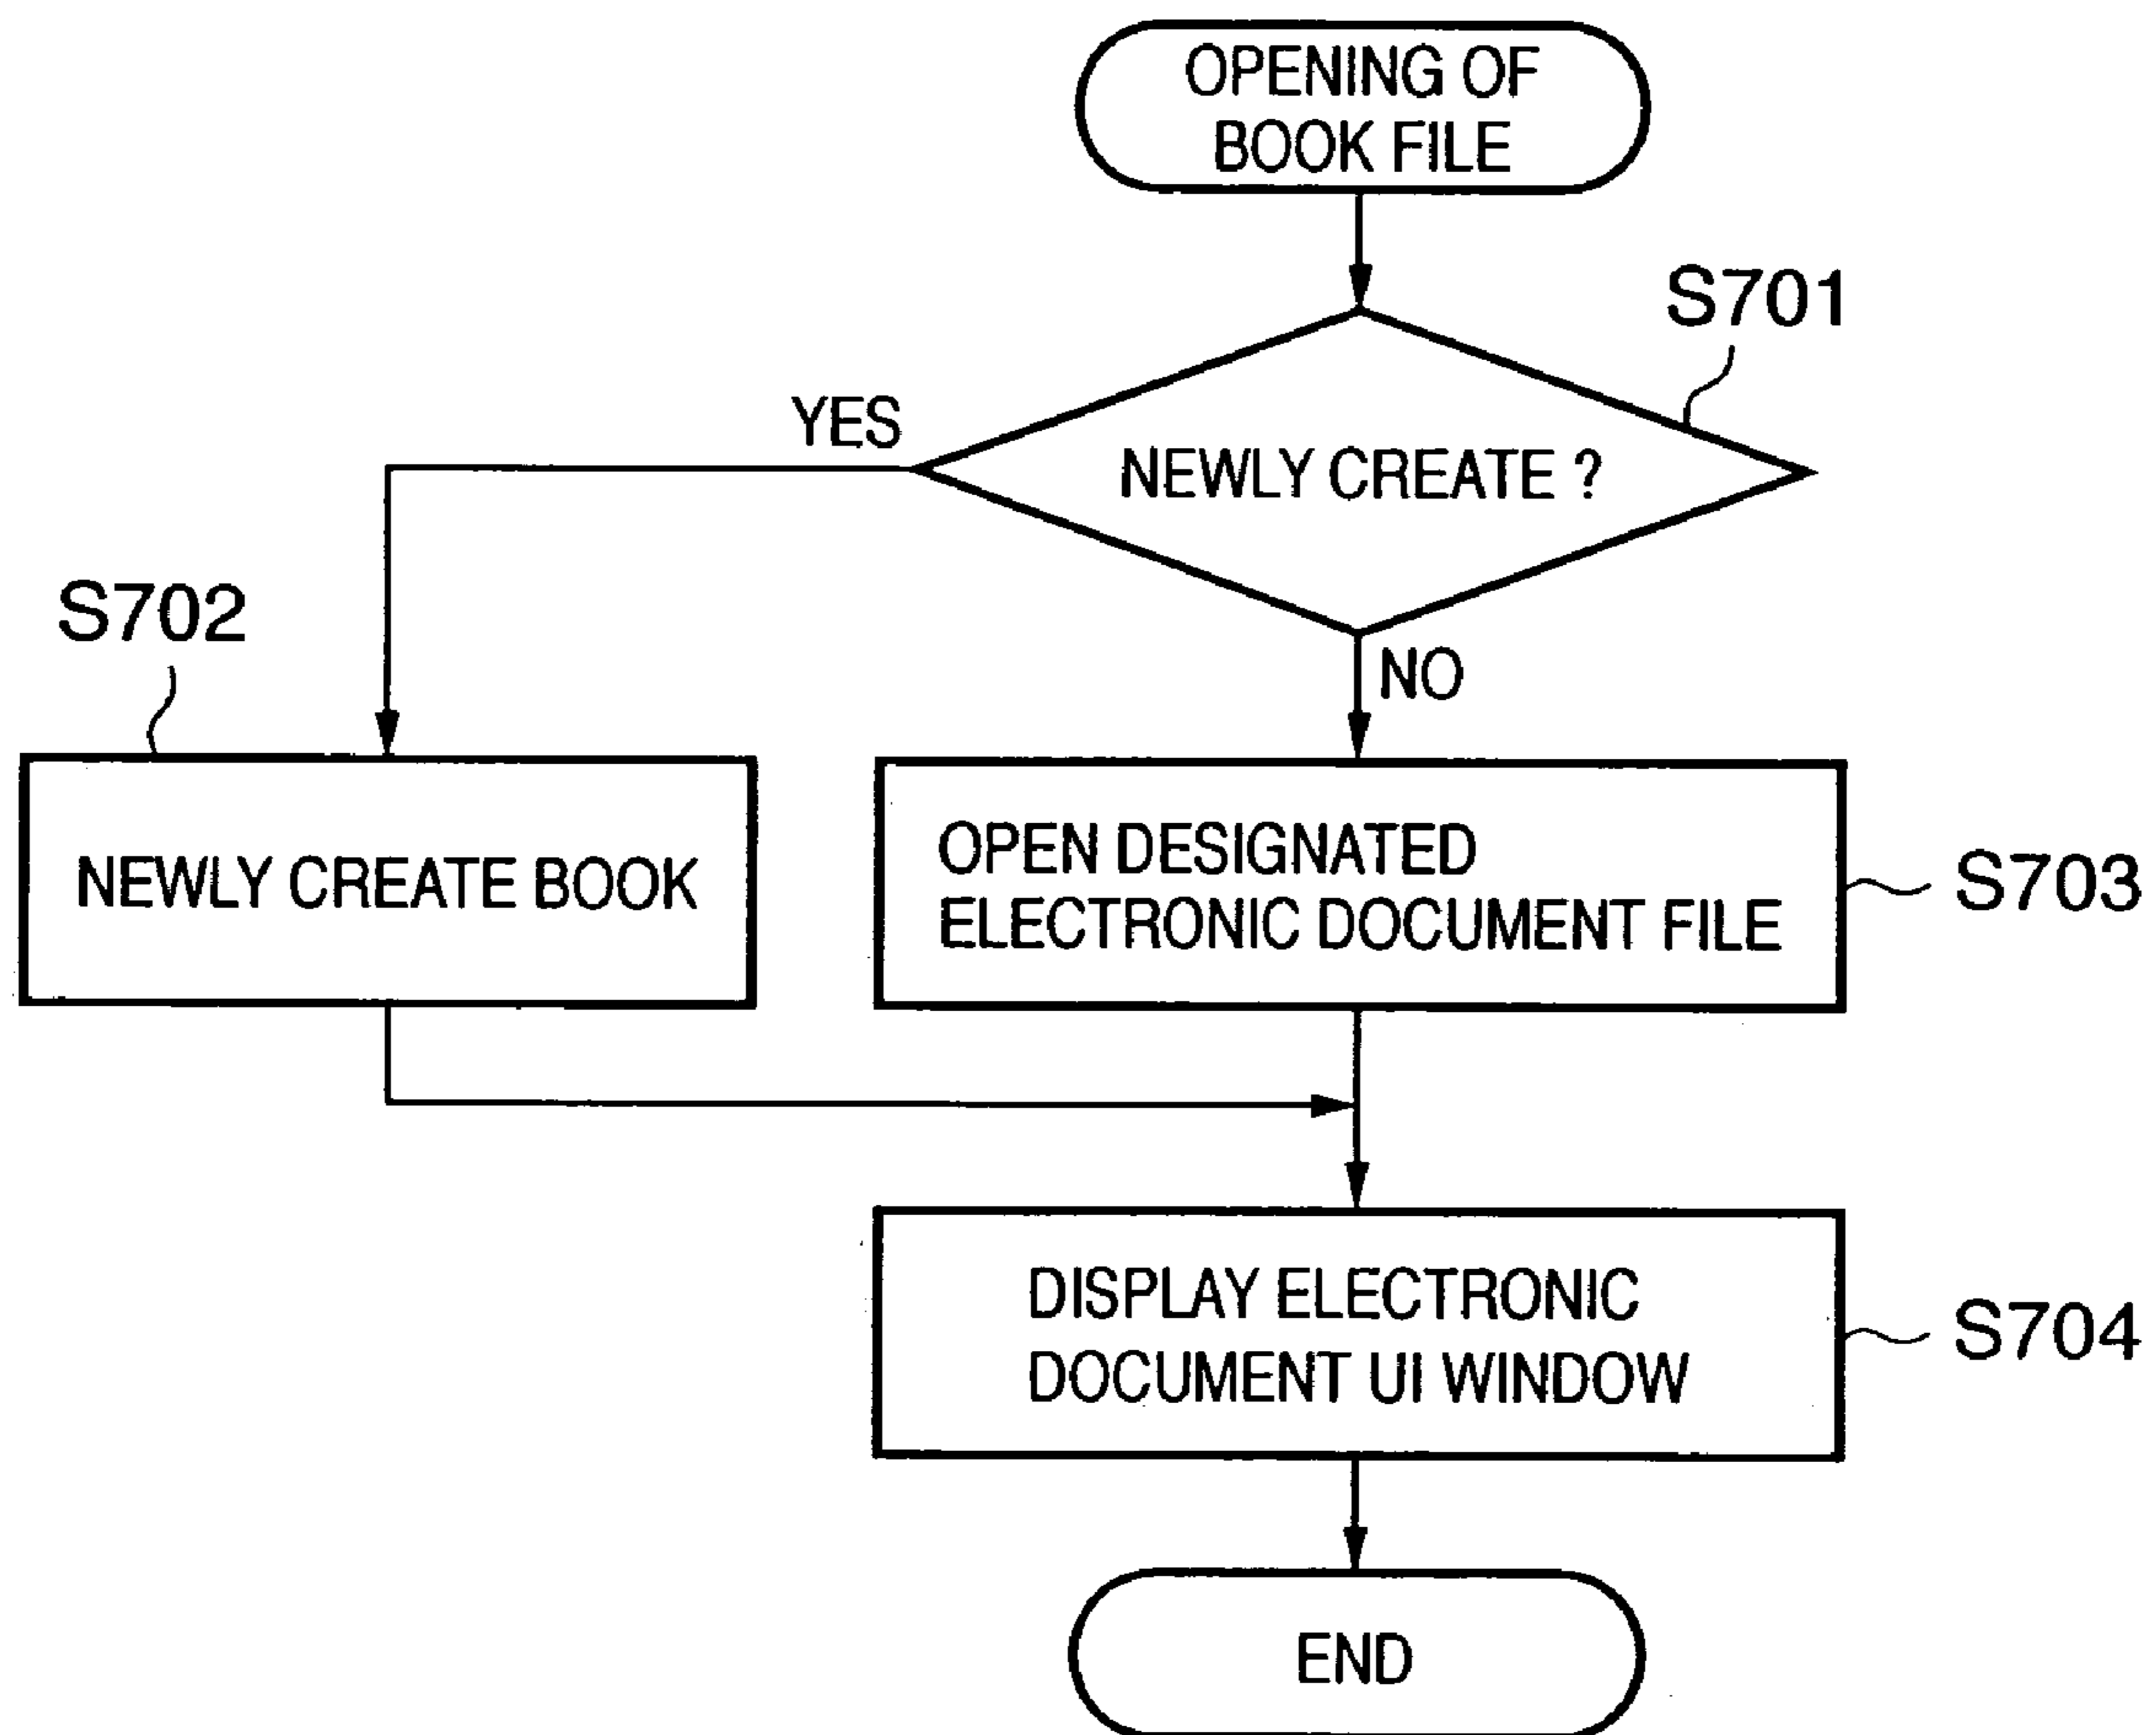 OPENING OF
BOOK FILE
S701
YES
NEWLY CREATE ?
S702
NO
NEWLY CREATE BOOK
OPEN DESIGNATED
ELECTRONIC DOCUMENT FILE
S703
DISPLAY ELECTRONIC
DOCUMENT UI WINDOW
S704
END